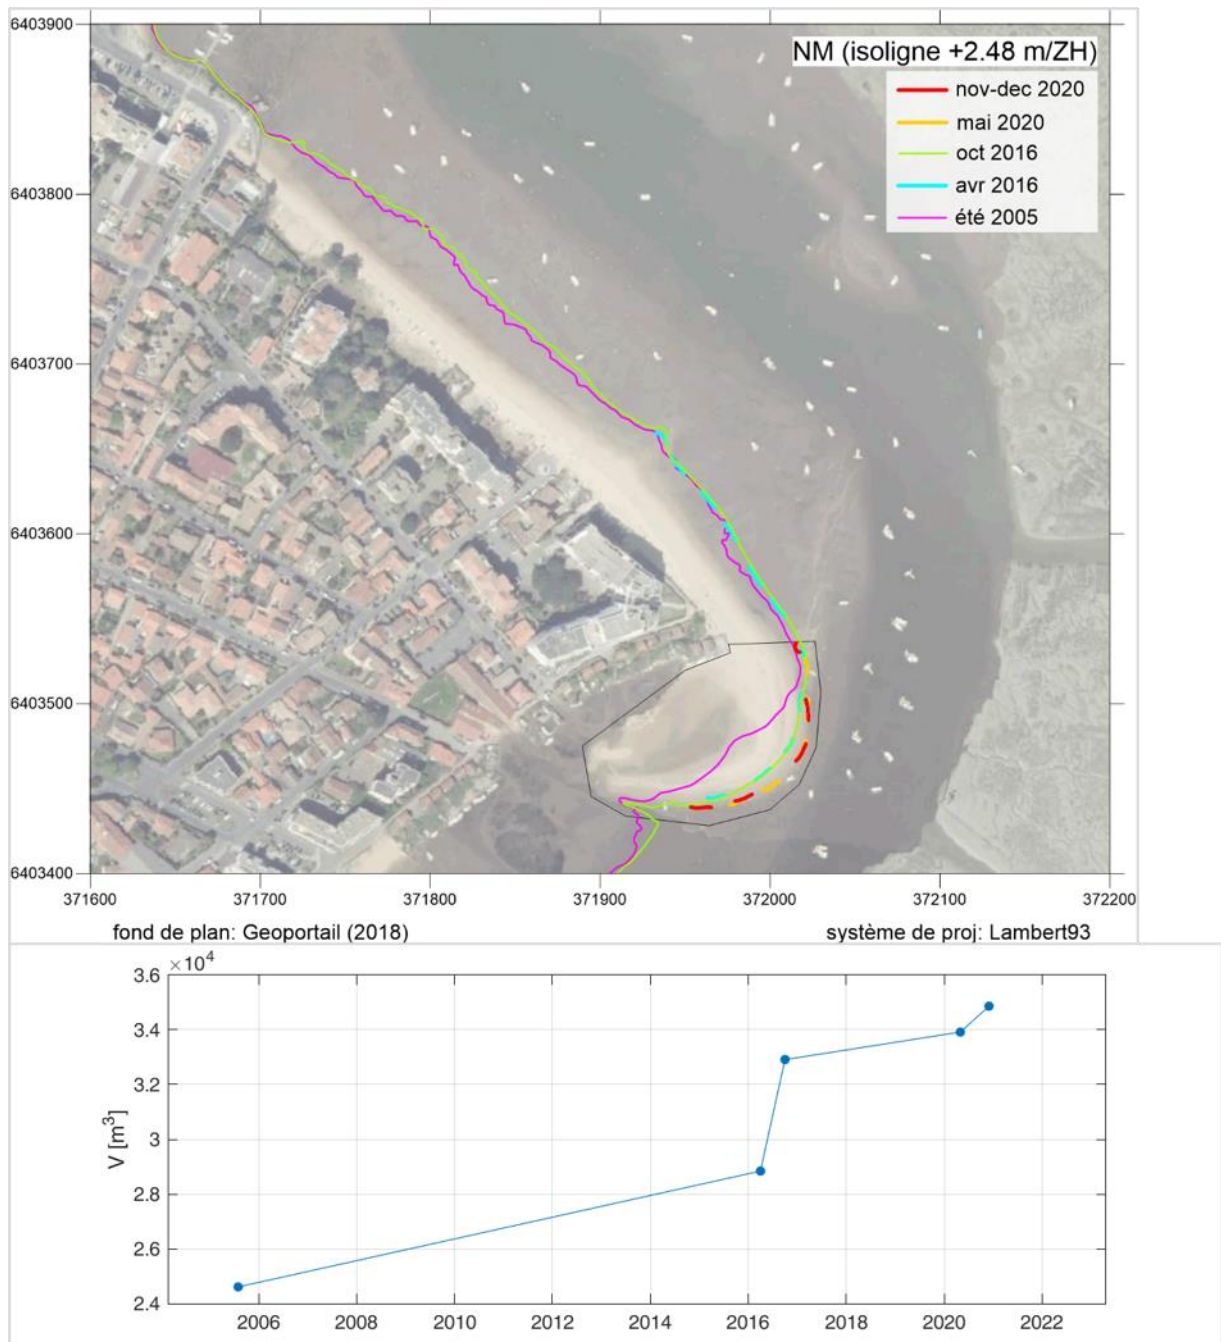 6403900
NM (isoligne +2.48 m/ZH)
nov-dec 2020
mai 2020
oct 2016
avr 2016
été 2005
6403800
6403700
6403600
6403500
6403400
371600 371700 371800 371900 372000 372100 372200
fond de plan: Geoportail (2018) système de proj: Lambert93
×10⁴
3.6
3.4
3.2
3
2.8
2.6
2.4
V [m³]
2006 2008 2010 2012 2014 2016 2018 2020 2022